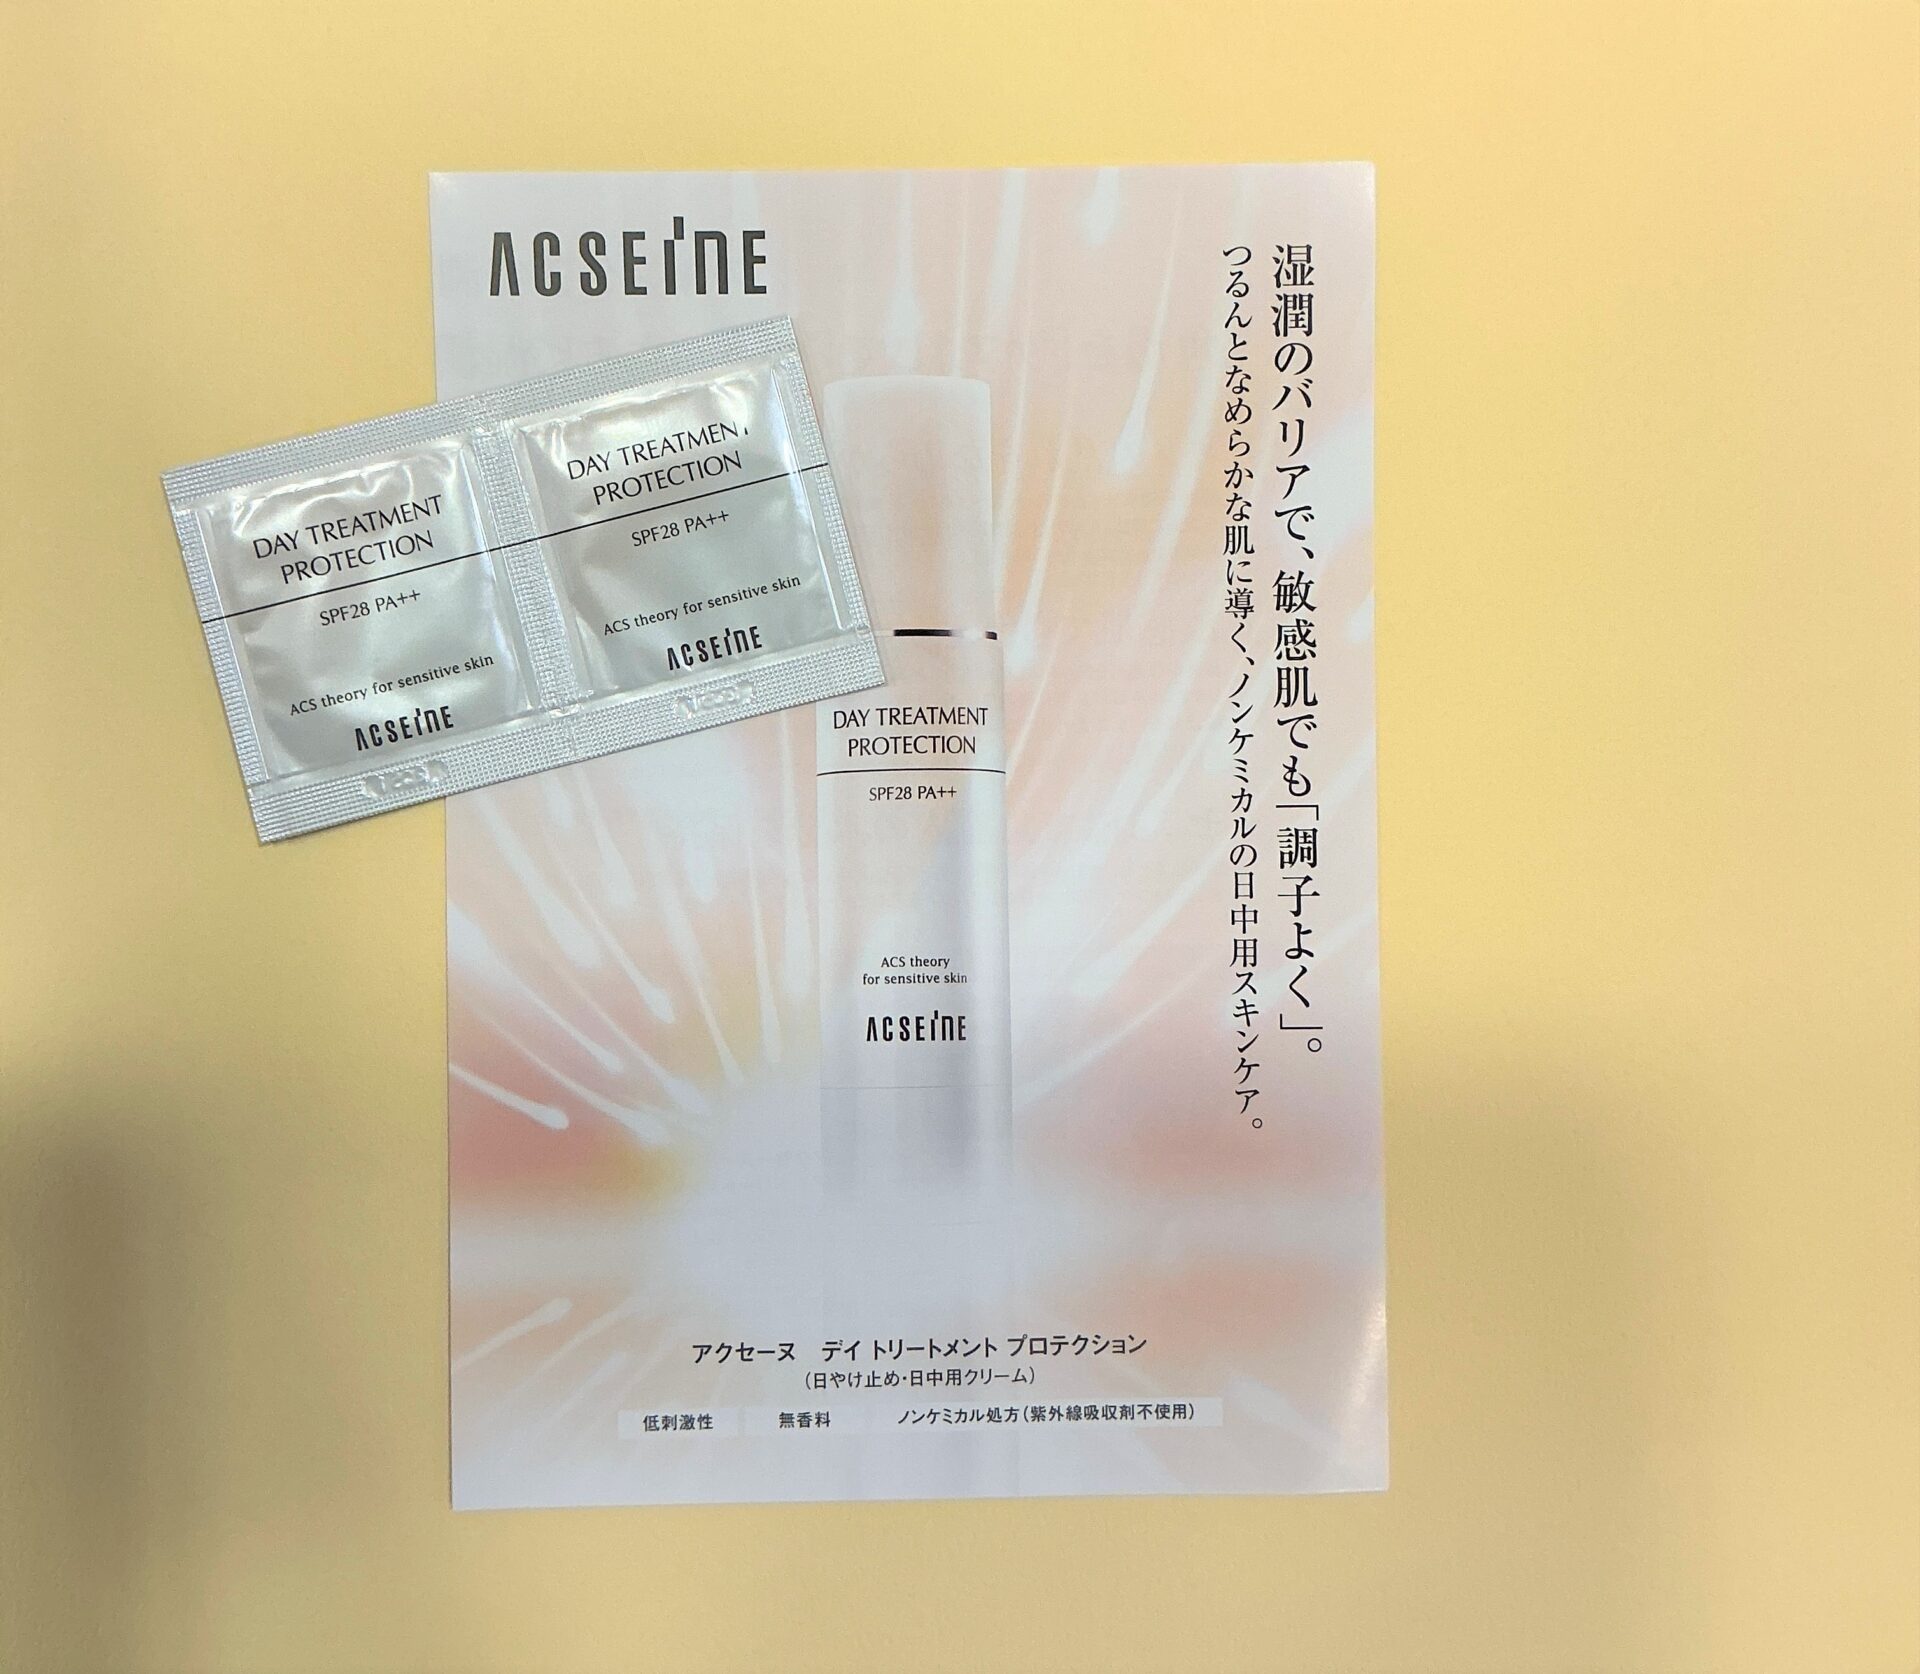 ACSEINE
湿潤のバリアで、敏感肌でも「調子よく」。
つるんとなめらかな肌に導く、ノンケミカルの日中用スキンケア。
DAY TREATMENT
PROTECTION
SPF28 PA++
ACS theory for sensitive skin
ACSEINE
DAY TREATMENT
PROTECTION
SPF28 PA++
ACS theory for sensitive skin
ACSEINE
DAY TREATMENT
PROTECTION
SPF28 PA++
ACS theory
for sensitive skin
ACSEINE
アクセーヌ　デイ トリートメント プロテクション
（日やけ止め・日中用クリーム）
低刺激性　無香料　ノンケミカル処方（紫外線吸収剤不使用）